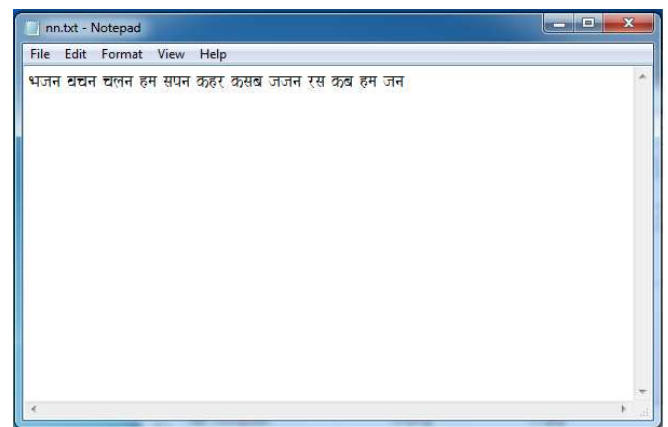 nn.txt - Notepad
File Edit Format View Help
भजन वचन चलन हम सपन कहर कसब जजन रस कब हम जन